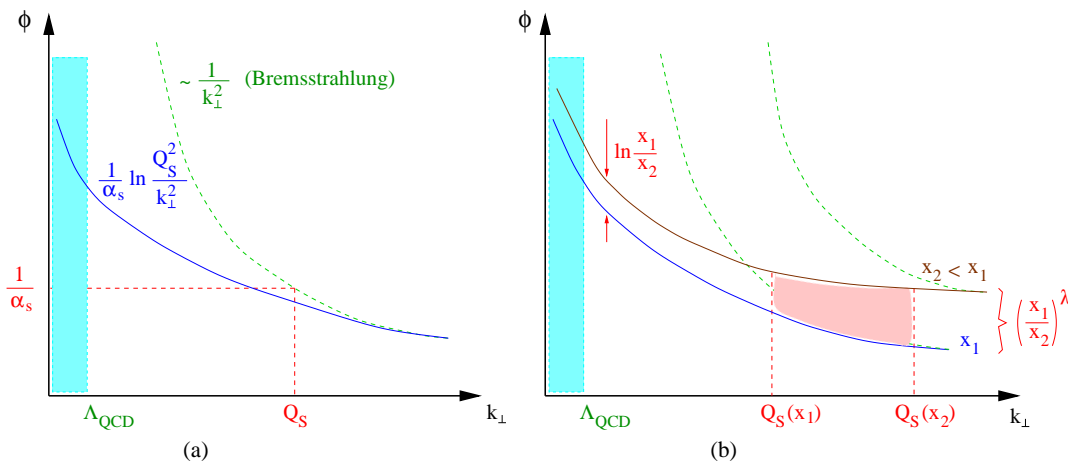 ϕ
~ 1/k⊥² (Bremsstrahlung)
1/αs ln QS²/k⊥²
1/αs
ΛQCD
QS
k⊥
(a)
ϕ
ln x1/x2
x2 < x1
(x1/x2)^λ
x1
ΛQCD
QS(x1)
QS(x2)
k⊥
(b)